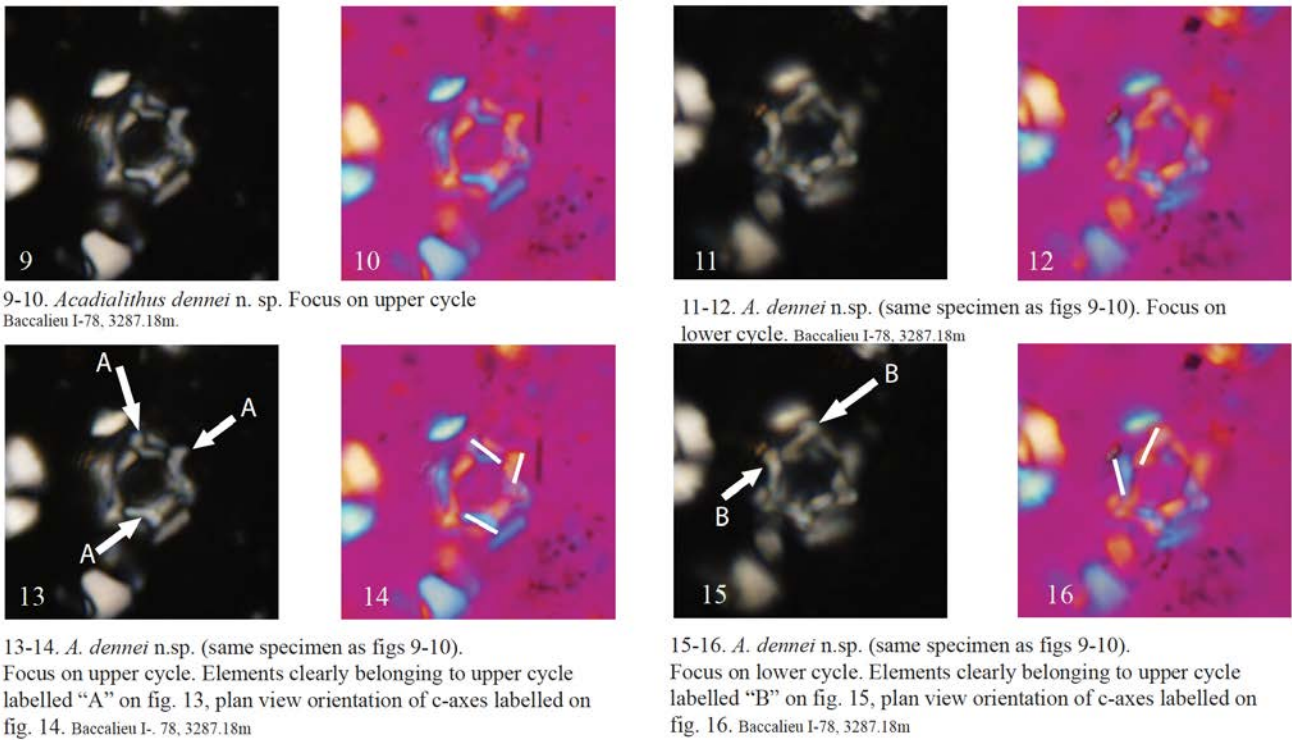 9
10
11
12
9-10. Acadialithus dennei n. sp. Focus on upper cycle
Baccalieu I-78, 3287.18m.
11-12. A. dennei n.sp. (same specimen as figs 9-10). Focus on
lower cycle. Baccalieu I-78, 3287.18m
A
A
A
13
14
B
B
15
16
13-14. A. dennei n.sp. (same specimen as figs 9-10).
Focus on upper cycle. Elements clearly belonging to upper cycle
labelled “A” on fig. 13, plan view orientation of c-axes labelled on
fig. 14. Baccalieu I-. 78, 3287.18m
15-16. A. dennei n.sp. (same specimen as figs 9-10).
Focus on lower cycle. Elements clearly belonging to upper cycle
labelled “B” on fig. 15, plan view orientation of c-axes labelled on
fig. 16. Baccalieu I-78, 3287.18m